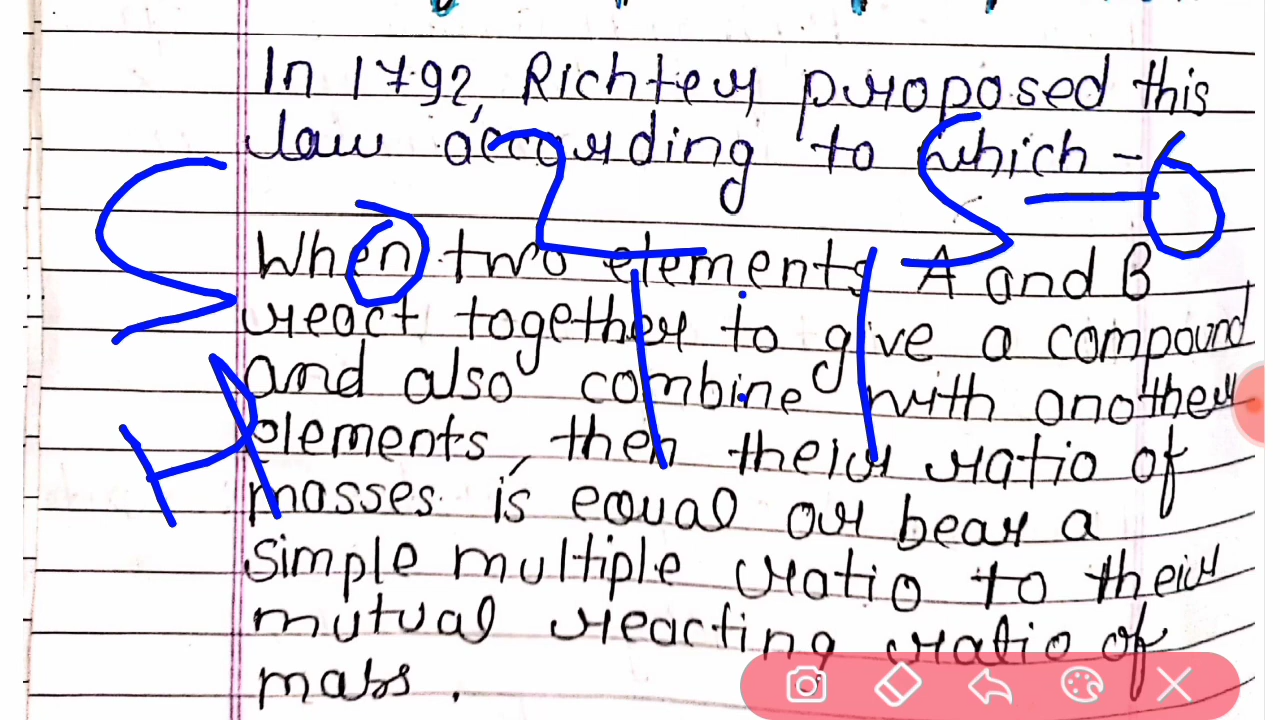 In 1792, Richter proposed this
law according to which -
When two elements A and B
react together to give a compound
and also combine with another
elements, then their ratio of
masses is equal our bear a
simple multiple ratio to their
mutual reacting ratio of
mass.